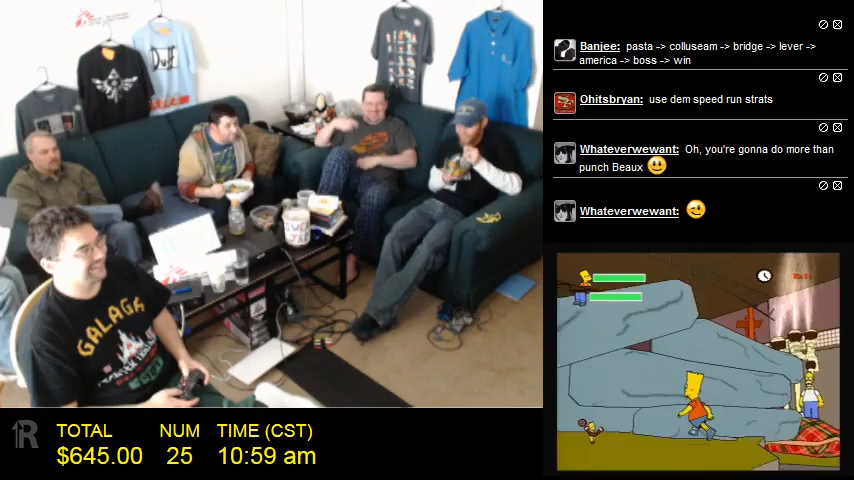 Banjee: pasta -> colluseam -> bridge -> lever ->
america -> boss -> win
Ohitsbryan: use dem speed run strats
Whateverwewant: Oh, you're gonna do more than
punch Beaux
Whateverwewant:
Duff
GALAGA
TOTAL NUM TIME (CST)
$645.00 25 10:59 am